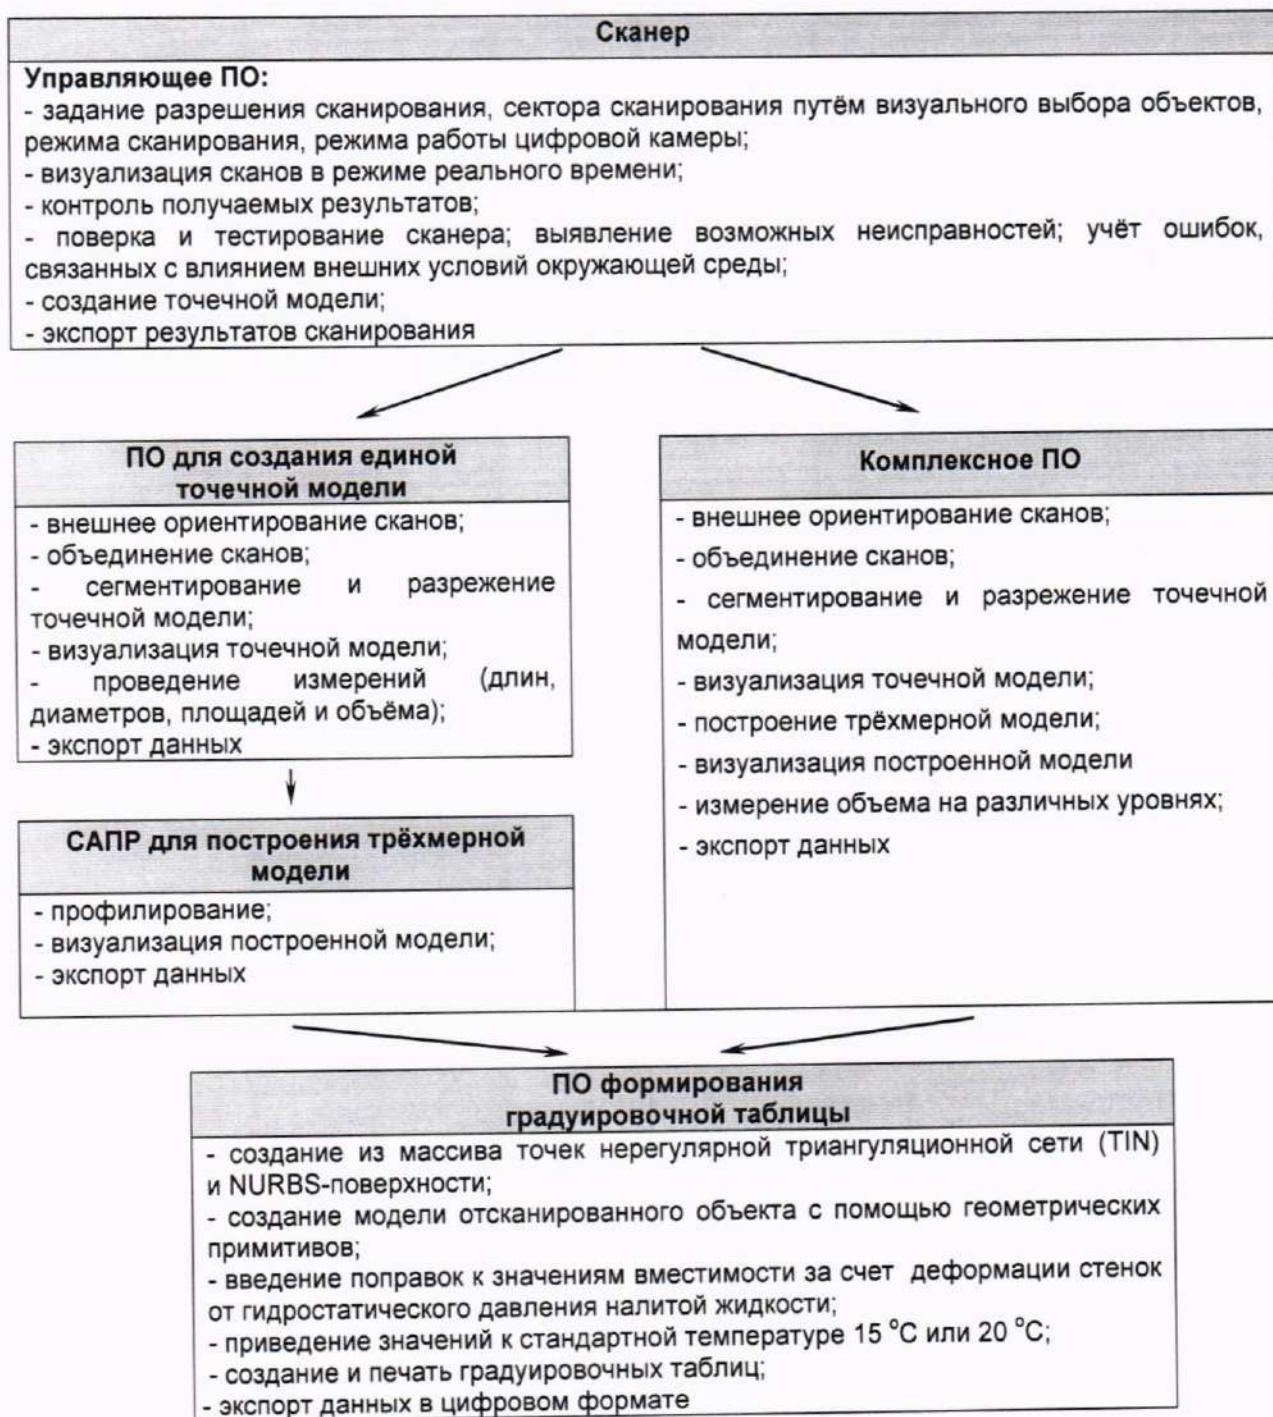 Сканер
Управляющее ПО:
- задание разрешения сканирования, сектора сканирования путём визуального выбора объектов,
режима сканирования, режима работы цифровой камеры;
- визуализация сканов в режиме реального времени;
- контроль получаемых результатов;
- поверка и тестирование сканера; выявление возможных неисправностей; учёт ошибок,
связанных с влиянием внешних условий окружающей среды;
- создание точечной модели;
- экспорт результатов сканирования
ПО для создания единой
точечной модели
- внешнее ориентирование сканов;
- объединение сканов;
- сегментирование и разрежение
точечной модели;
- визуализация точечной модели;
- проведение измерений (длин,
диаметров, площадей и объёма);
- экспорт данных
САПР для построения трёхмерной
модели
- профилирование;
- визуализация построенной модели;
- экспорт данных
Комплексное ПО
- внешнее ориентирование сканов;
- объединение сканов;
- сегментирование и разрежение точечной
модели;
- визуализация точечной модели;
- построение трёхмерной модели;
- визуализация построенной модели
- измерение объема на различных уровнях;
- экспорт данных
ПО формирования
градуировочной таблицы
- создание из массива точек нерегулярной триангуляционной сети (TIN)
и NURBS-поверхности;
- создание модели отсканированного объекта с помощью геометрических
примитивов;
- введение поправок к значениям вместимости за счет деформации стенок
от гидростатического давления налитой жидкости;
- приведение значений к стандартной температуре 15 °C или 20 °C;
- создание и печать градуировочных таблиц;
- экспорт данных в цифровом формате